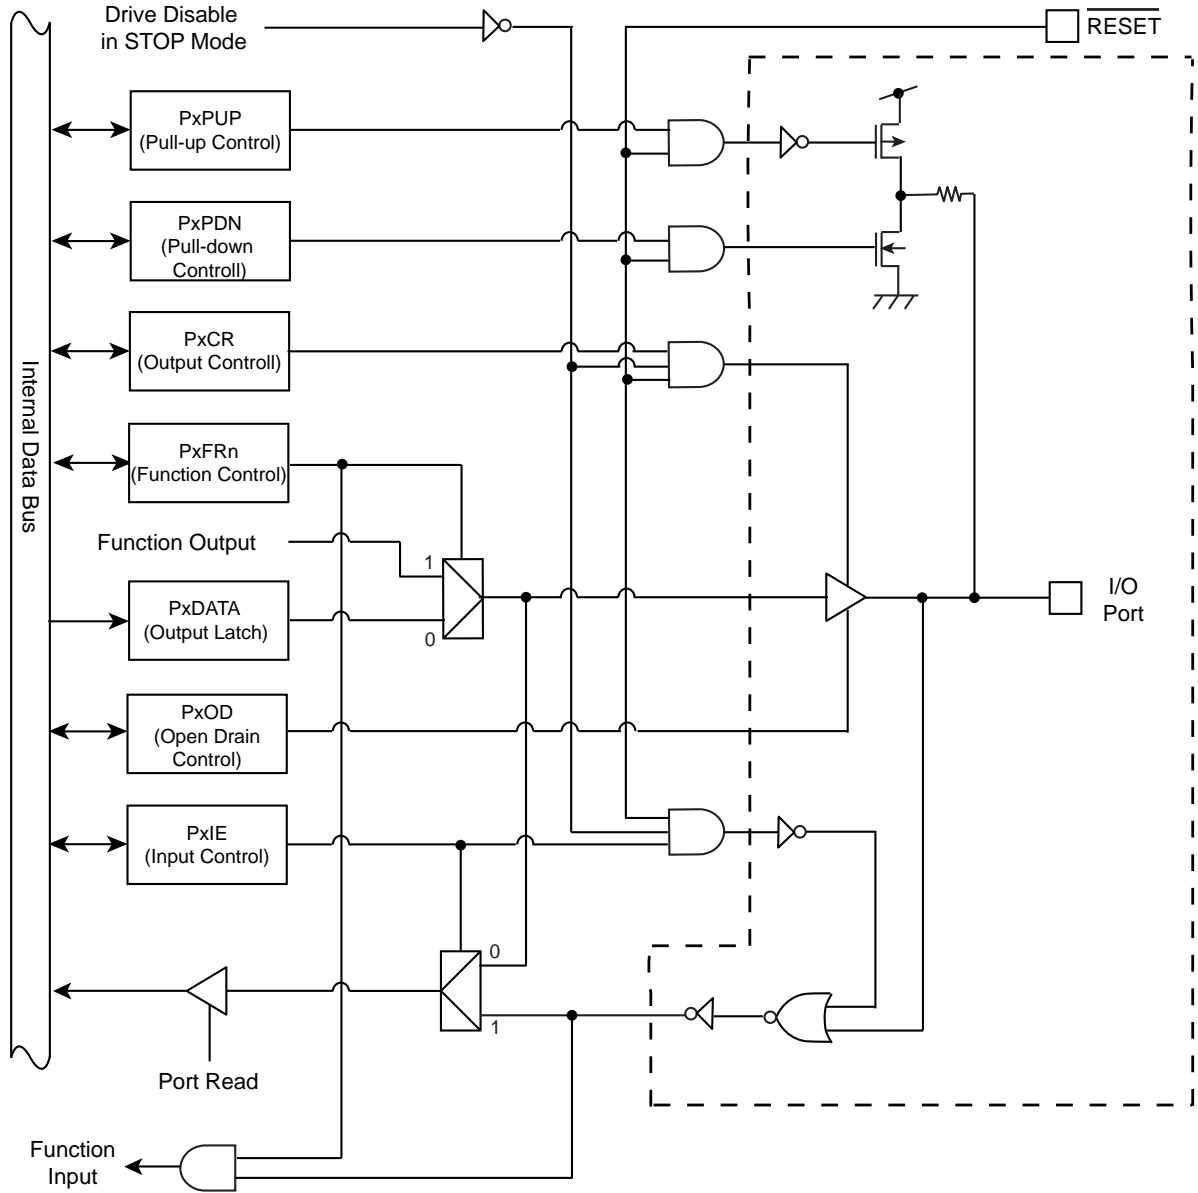 Drive Disable
in STOP Mode
RESET
PxPUP
(Pull-up Control)
PxPDN
(Pull-down
Controll)
PxCR
(Output Controll)
Internal Data Bus
PxFRn
(Function Control)
Function Output
1
0
PxDATA
(Output Latch)
I/O
Port
PxOD
(Open Drain
Control)
PxIE
(Input Control)
0
1
Port Read
Function
Input